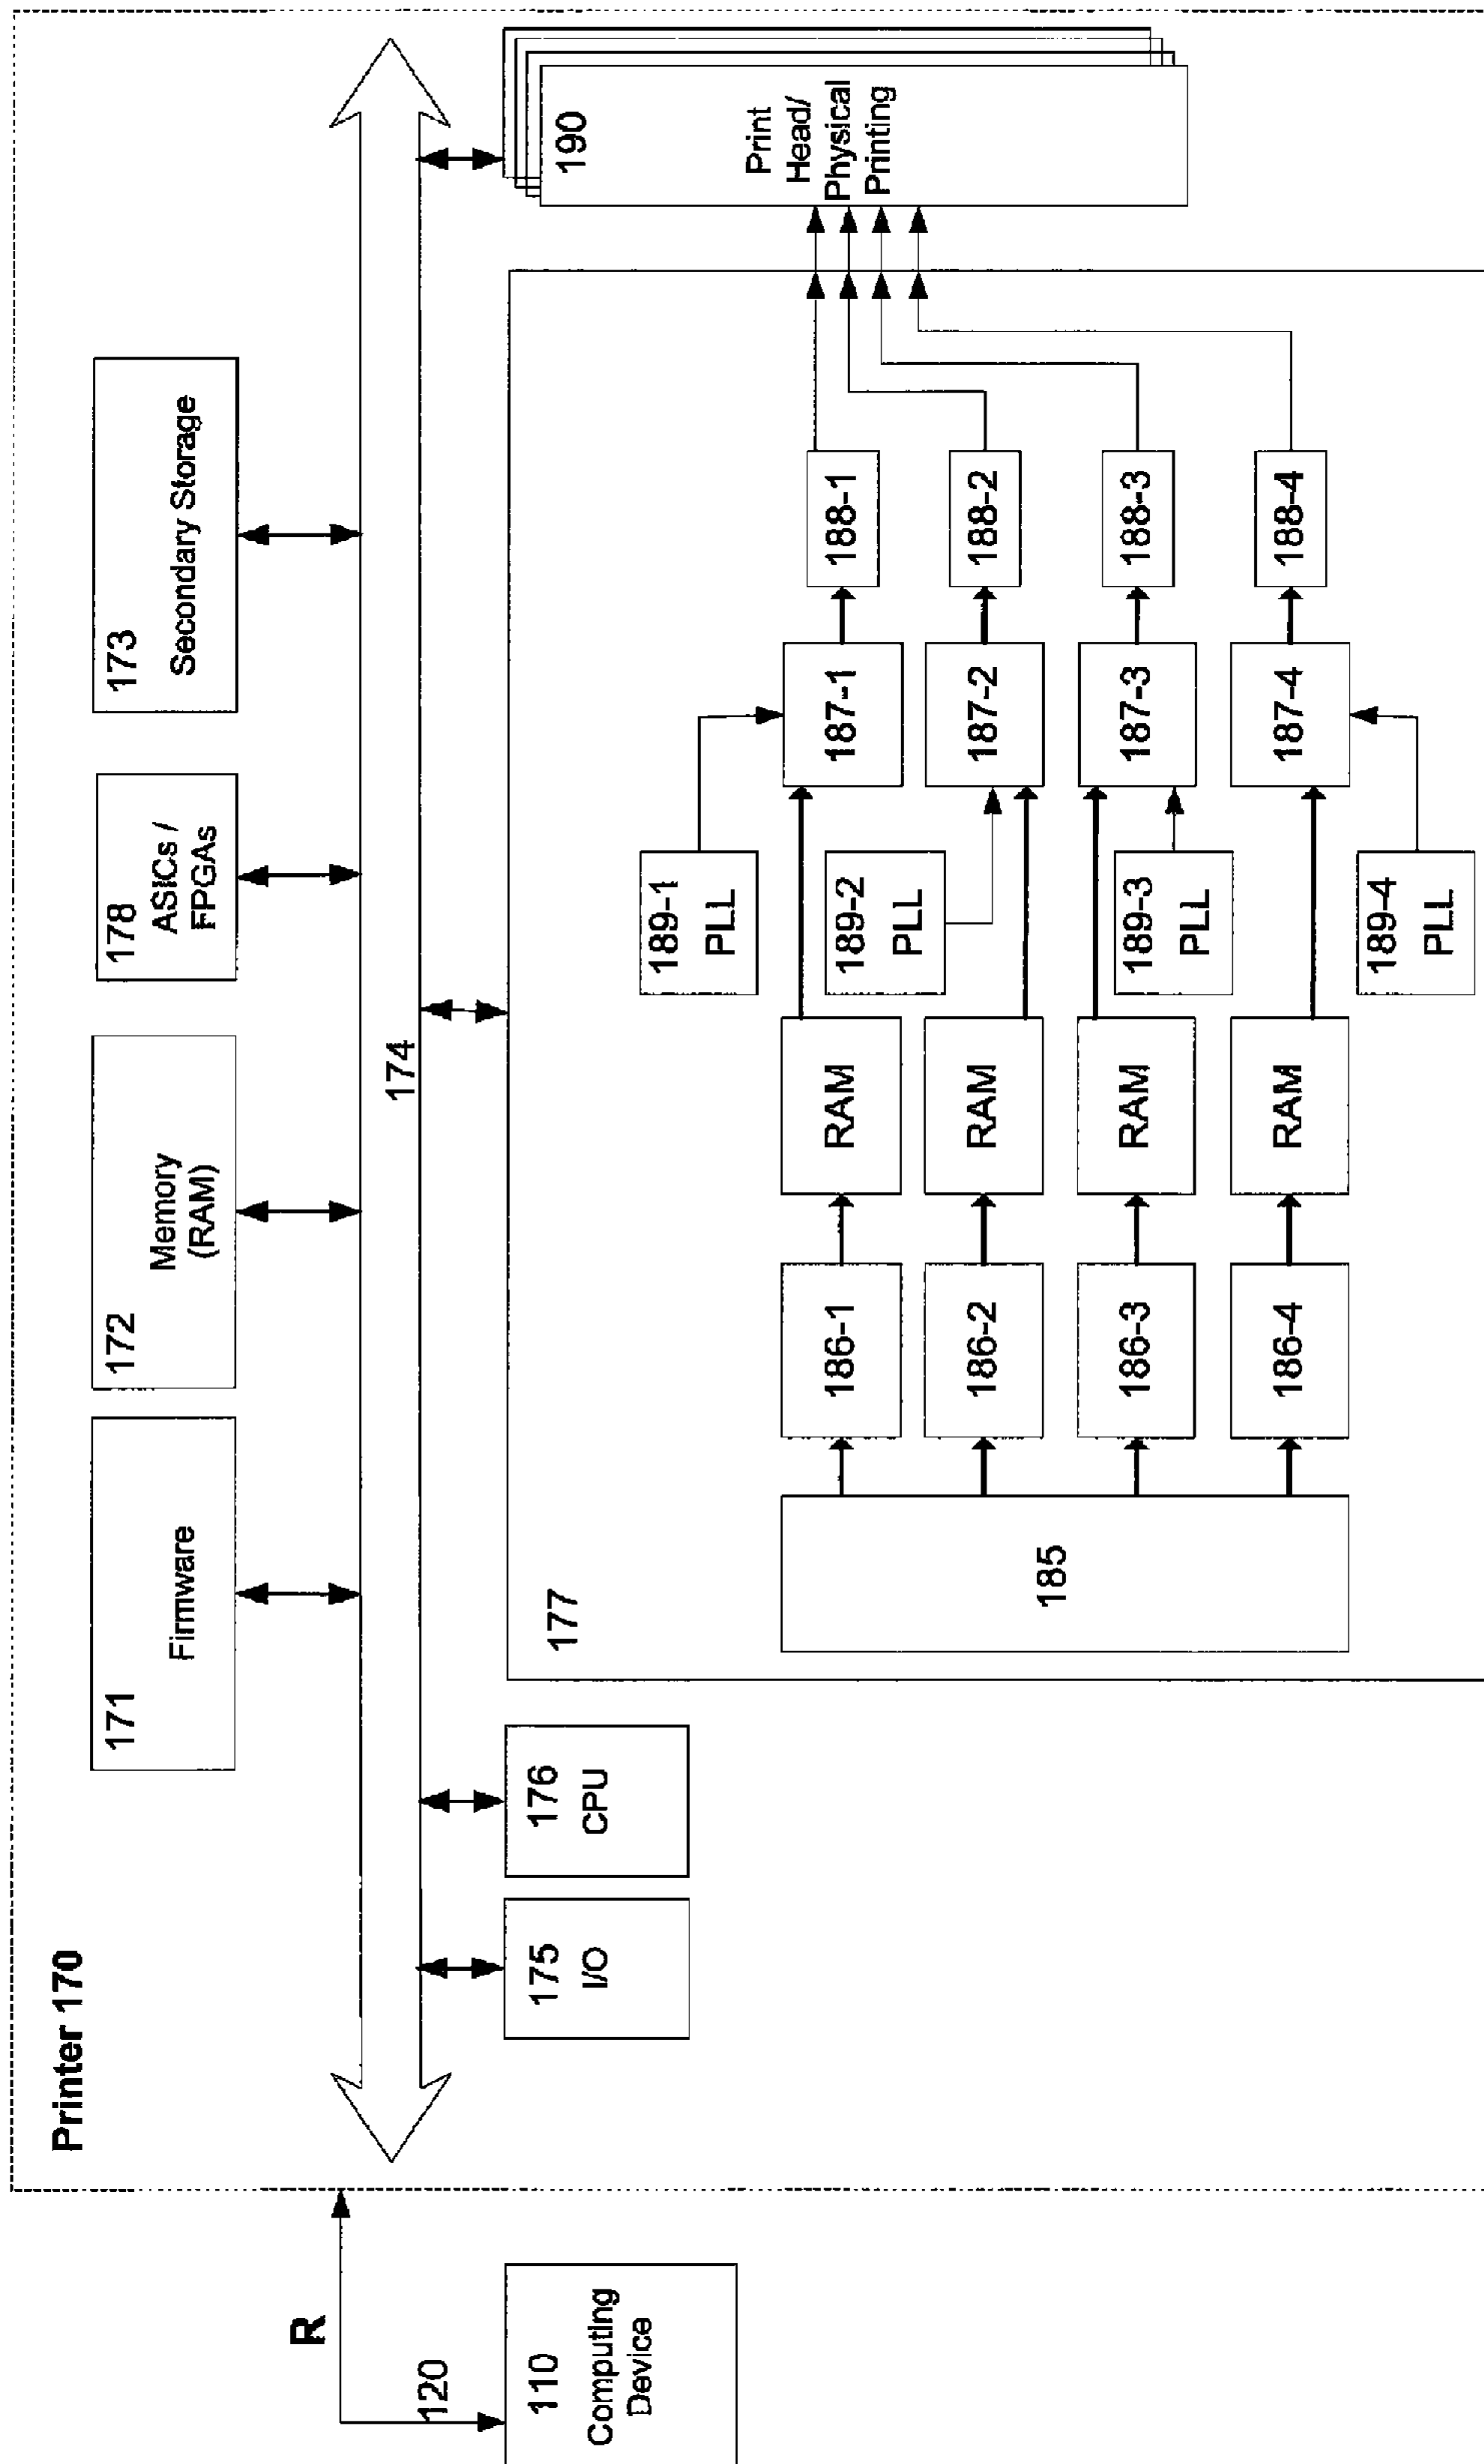 Printer 170
171
Firmware
172
Memory
(RAM)
178
ASICs /
FPGAs
173
Secondary Storage
174
R
120
110
Computing
Device
175
I/O
176
CPU
177
185
186-1
186-2
186-3
186-4
RAM
RAM
RAM
RAM
189-1
PLL
189-2
PLL
189-3
PLL
189-4
PLL
187-1
187-2
187-3
187-4
188-1
188-2
188-3
188-4
190
Print
Head/
Physical
Printing